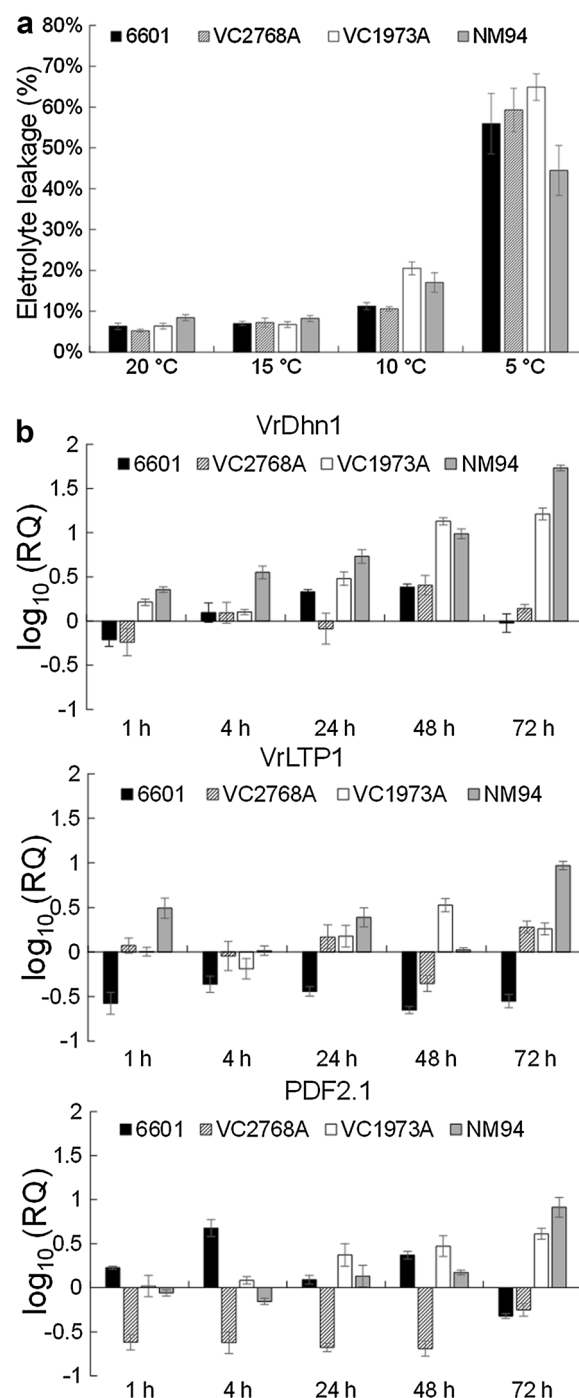 a
6601 VC2768A VC1973A NM94
Eletrolyte leakage (%)
80%
70%
60%
50%
40%
30%
20%
10%
0%
20 °C 15 °C 10 °C 5 °C
b
VrDhn1
6601 VC2768A VC1973A NM94
log10(RQ)
2
1.5
1
0.5
0
-0.5
-1
1 h 4 h 24 h 48 h 72 h
VrLTP1
6601 VC2768A VC1973A NM94
log10(RQ)
2
1.5
1
0.5
0
-0.5
-1
1 h 4 h 24 h 48 h 72 h
PDF2.1
6601 VC2768A VC1973A NM94
log10(RQ)
2
1.5
1
0.5
0
-0.5
-1
1 h 4 h 24 h 48 h 72 h